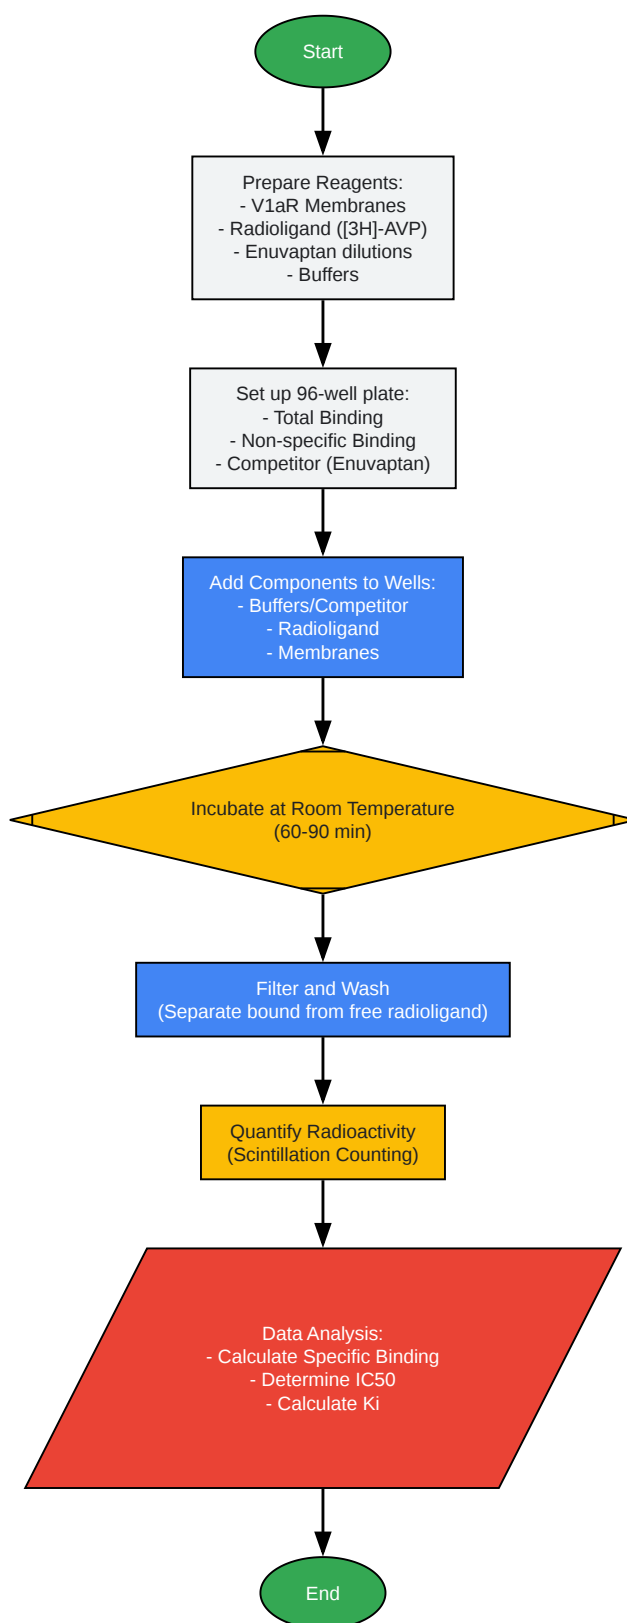 Start
Prepare Reagents:
- V1aR Membranes
- Radioligand ([3H]-AVP)
- Enuvaptan dilutions
- Buffers
Set up 96-well plate:
- Total Binding
- Non-specific Binding
- Competitor (Enuvaptan)
Add Components to Wells:
- Buffers/Competitor
- Radioligand
- Membranes
Incubate at Room Temperature
(60-90 min)
Filter and Wash
(Separate bound from free radioligand)
Quantify Radioactivity
(Scintillation Counting)
Data Analysis:
- Calculate Specific Binding
- Determine IC50
- Calculate Ki
End